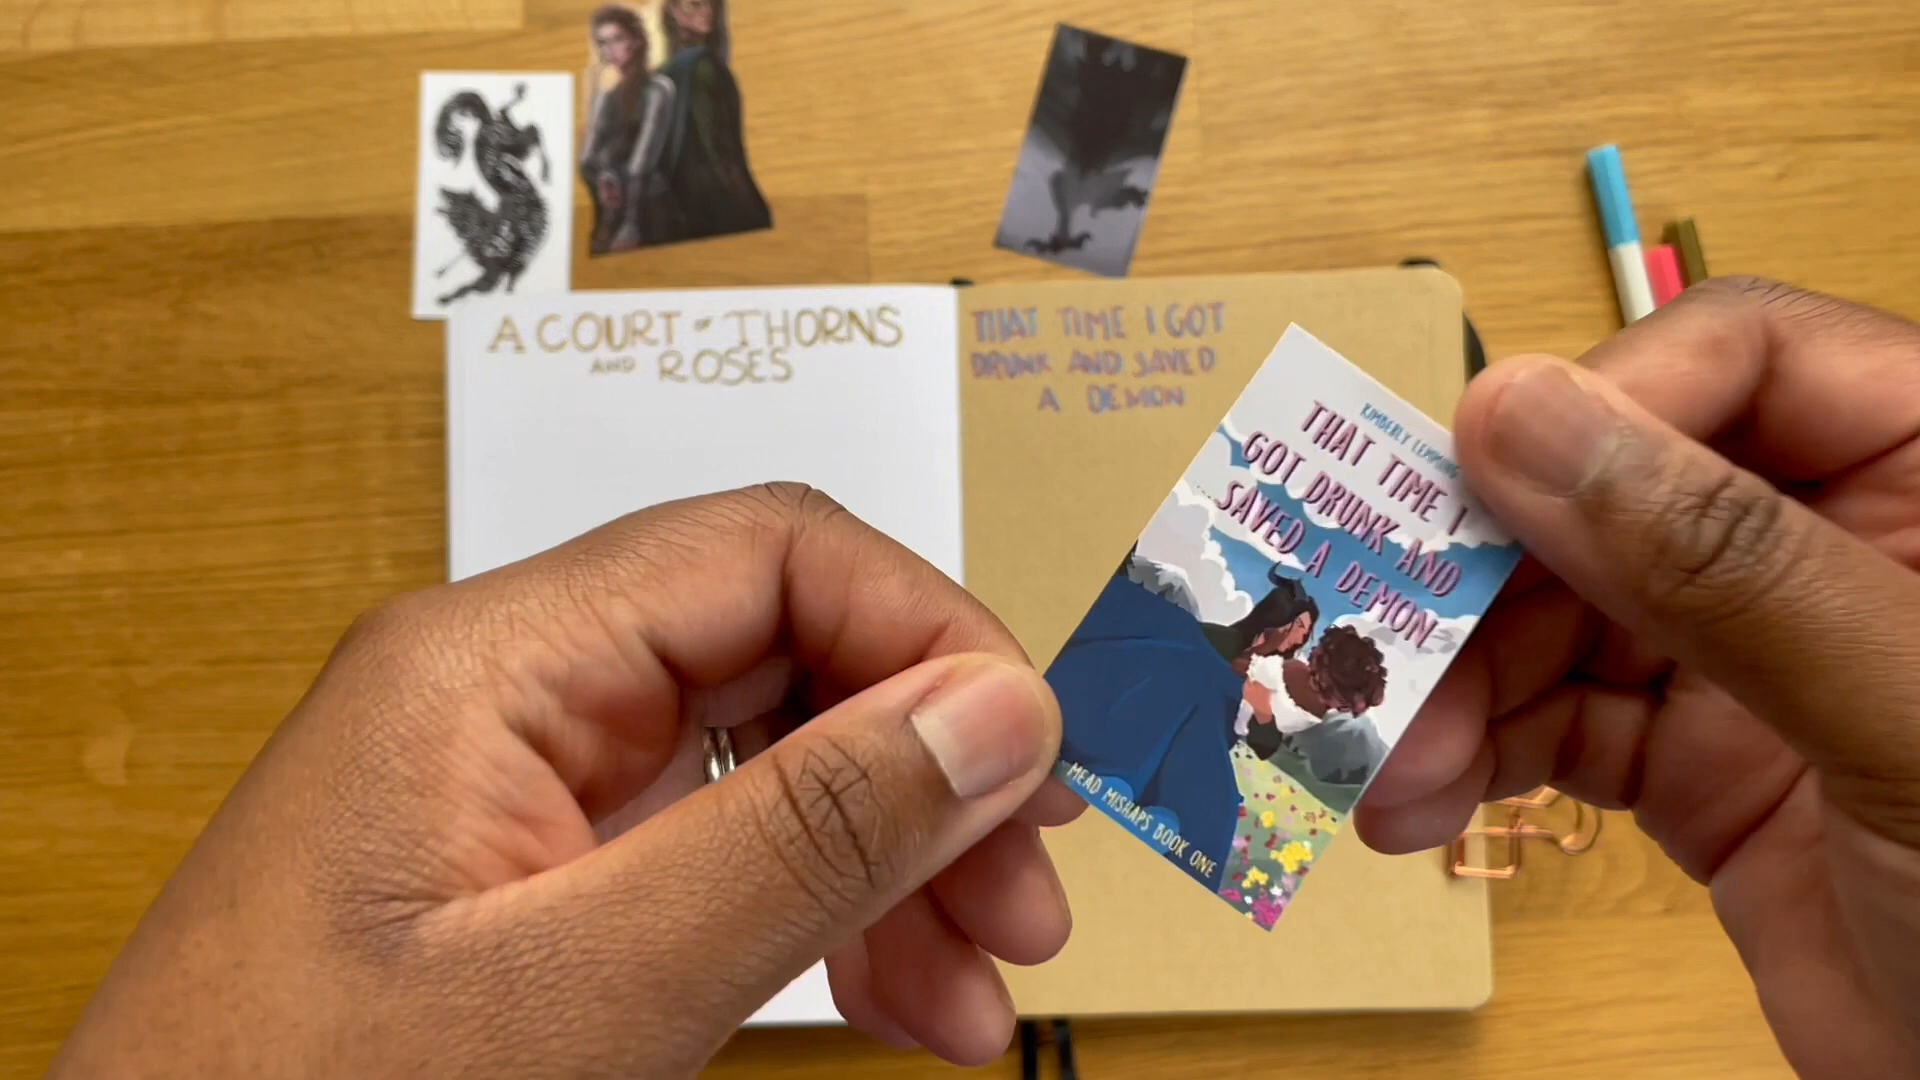 A COURT OF THORNS
AND ROSES
THAT TIME I GOT
DRUNK AND SAVED
A DEMON
KIMBERLY LEMMING
THAT TIME I
GOT DRUNK AND
SAVED A DEMON
MEAD MISHAPS BOOK ONE